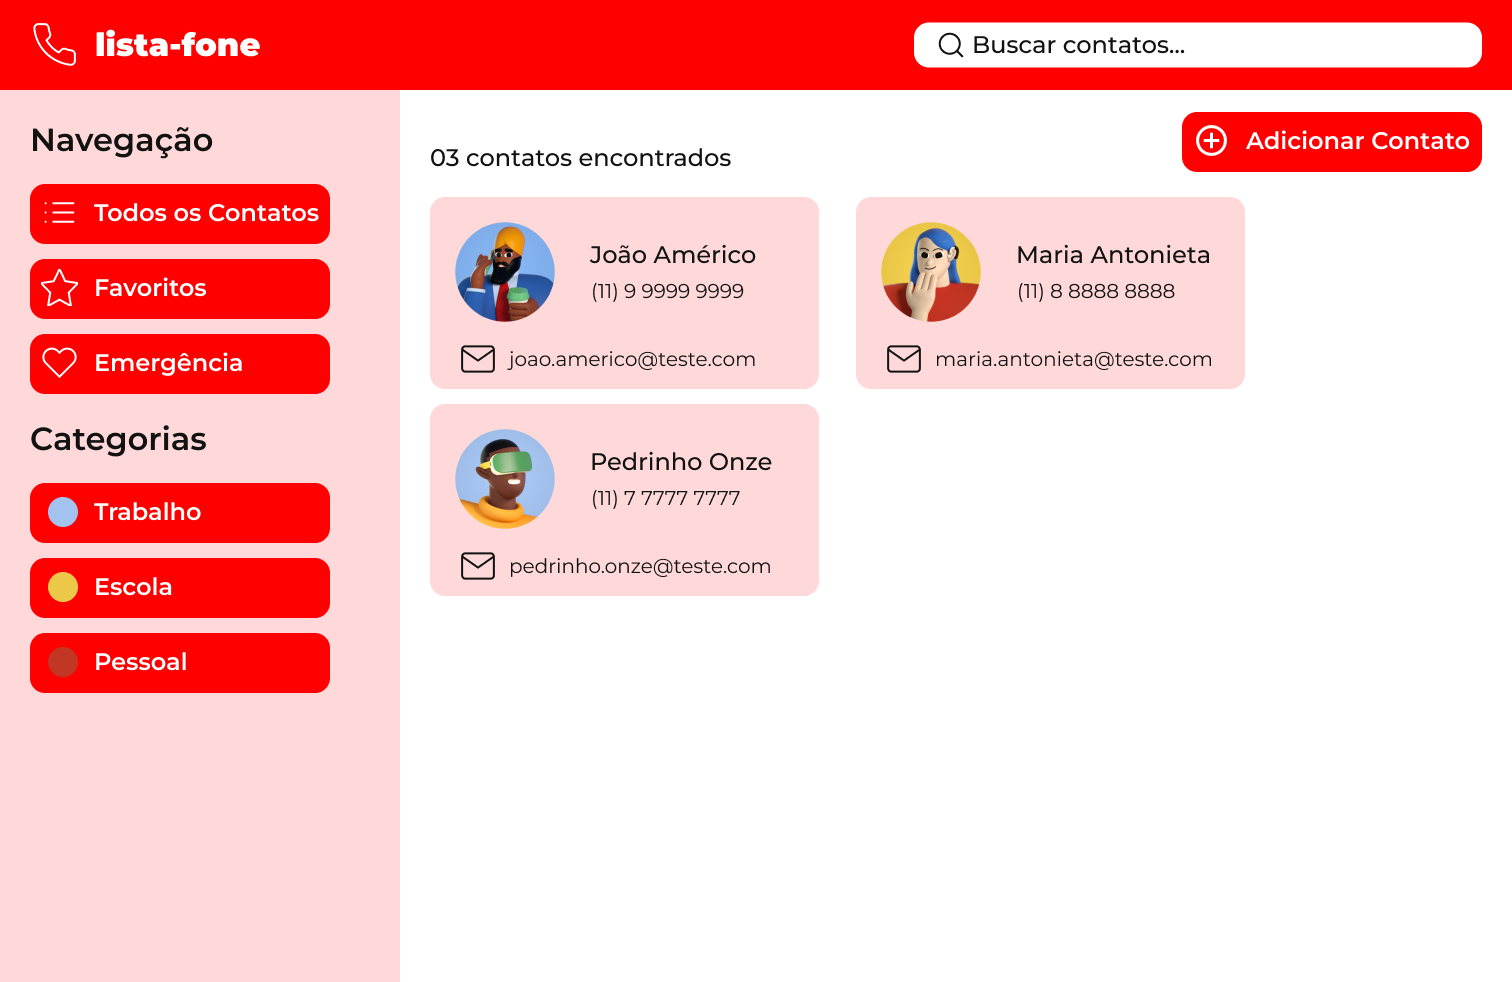 lista-fone
Buscar contatos...
Navegação
Todos os Contatos
Favoritos
Emergência
Categorias
Trabalho
Escola
Pessoal
03 contatos encontrados
Adicionar Contato
João Américo
(11) 9 9999 9999
joao.americo@teste.com
Maria Antonieta
(11) 8 8888 8888
maria.antonieta@teste.com
Pedrinho Onze
(11) 7 7777 7777
pedrinho.onze@teste.com